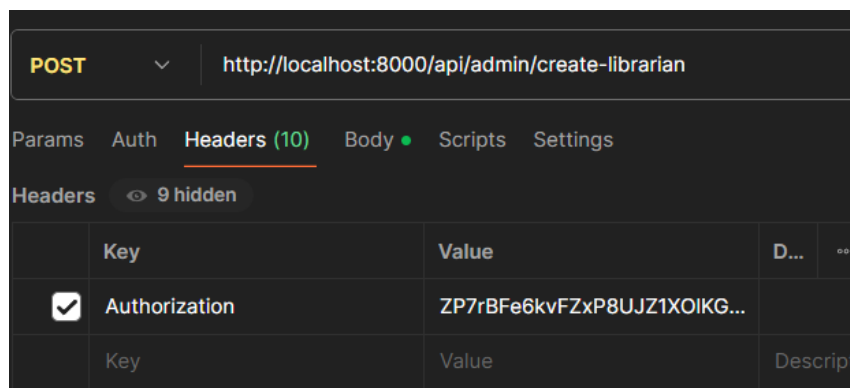 POST http://localhost:8000/api/admin/create-librarian
Params Auth Headers (10) Body Scripts Settings
Headers 9 hidden
Key Value D...
Authorization ZP7rBFe6kvFZxP8UJZ1XOlKG...
Key Value Descrip